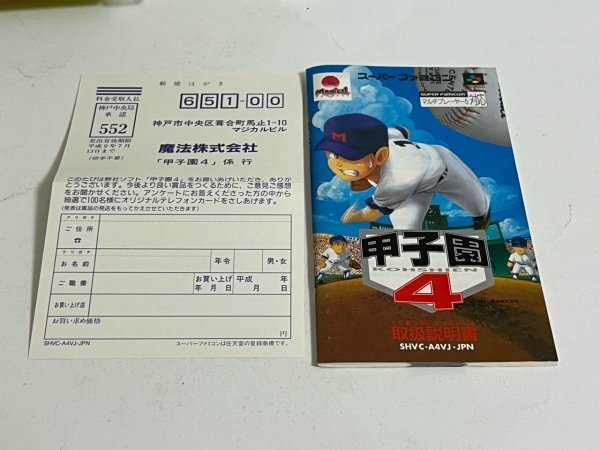 郵便はがき
料金受取人払
神戸中央局
承認
552
差出有効期限
平成9年7月
15日まで
(切手不要)
651-00
神戸市中央区葺合町馬止1-10
マジカルビル
魔法株式会社
「甲子園4」係 行
このたびは弊社ソフト「甲子園4」をお買いあげいただき、ありが
とうございます。今後より良い賞品をつくるために、ご意見ご感想
をお聞かせください。アンケートにお答えくださった方の中から
抽選で100名様にオリジナルテレフォンカードをさしあげます。
(発表は賞品の発送をもってかえさせていただきます)
フリガナ
ご住所
☎
フリガナ
お名前
年令
男・女
ご職業
お買い上げ 平成 年
年 月 日 月 日
お買い上げ店
お買い求め価格
円
SHVC-A4VJ-JPN
スーパーファミコンは任天堂の登録商標です。
Magical
スーパーファミコン
SUPER FAMICOM
マルチプレーヤー5対応
M
甲子園
KOHSHIEN
4
取扱説明書
SHVC-A4VJ-JPN